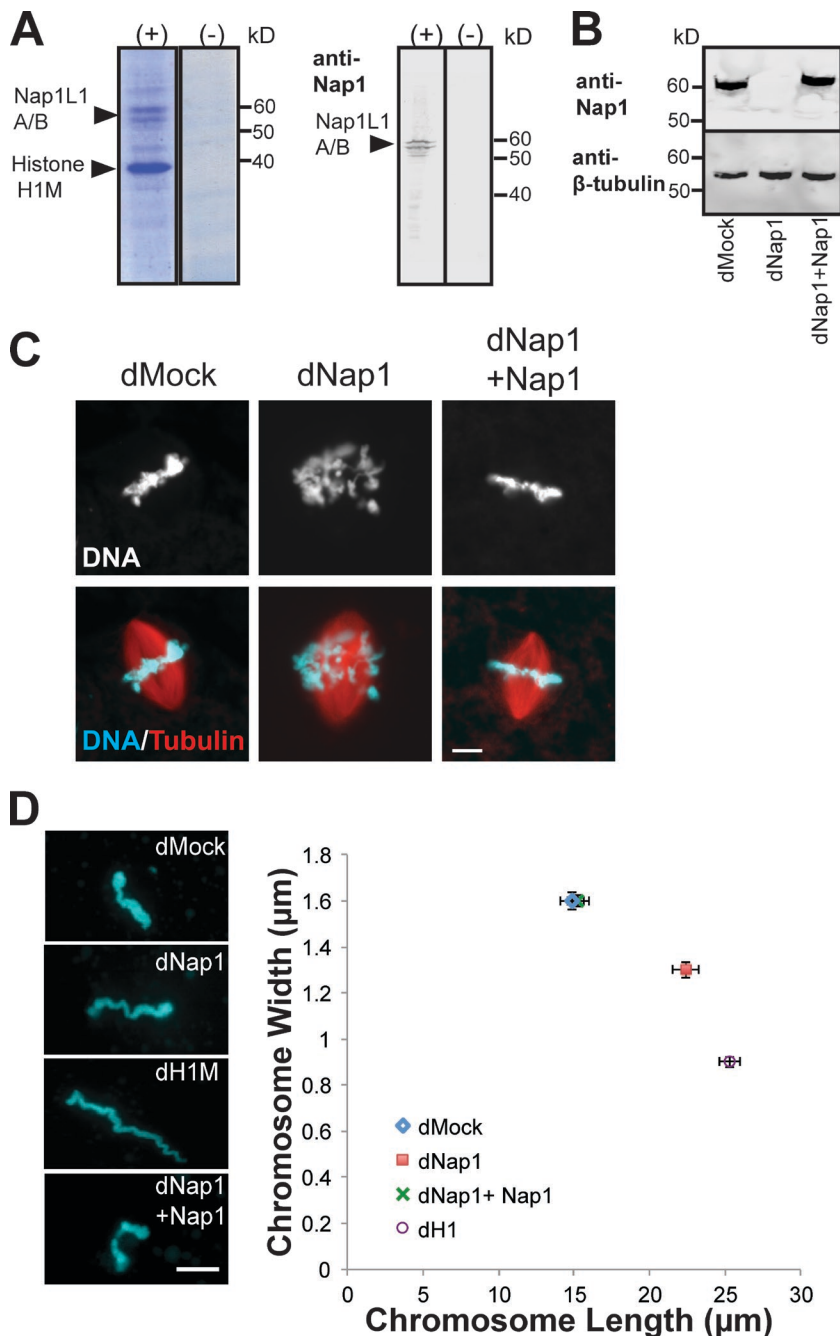 A
(+)
(-)
kD
Nap1L1
A/B
Histone
H1M
60
50
40
anti-
Nap1
(+)
(-)
kD
Nap1L1
A/B
60
50
40
B
kD
anti-
Nap1
60
anti-
β-tubulin
60
50
dMock
dNap1
dNap1+Nap1
C
dMock
dNap1
dNap1
+Nap1
DNA
DNA/Tubulin
D
dMock
dNap1
dH1M
dNap1
+Nap1
Chromosome Width (µm)
1.8
1.6
1.4
1.2
1
0.8
0.6
0.4
0.2
0
dMock
dNap1
dNap1+ Nap1
dH1
0 5 10 15 20 25 30
Chromosome Length (µm)